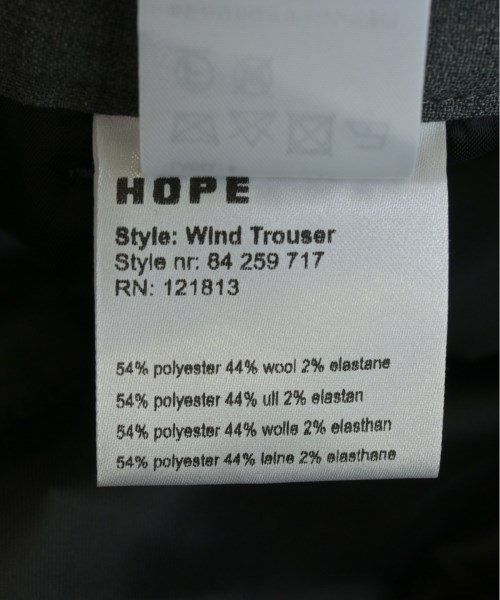 HOPE
Style: Wind Trouser
Style nr: 84 259 717
RN: 121813
54% polyester 44% wool 2% elastane
54% polyester 44% ull 2% elastan
54% polyester 44% wolle 2% elasthan
54% polyester 44% laine 2% elasthane